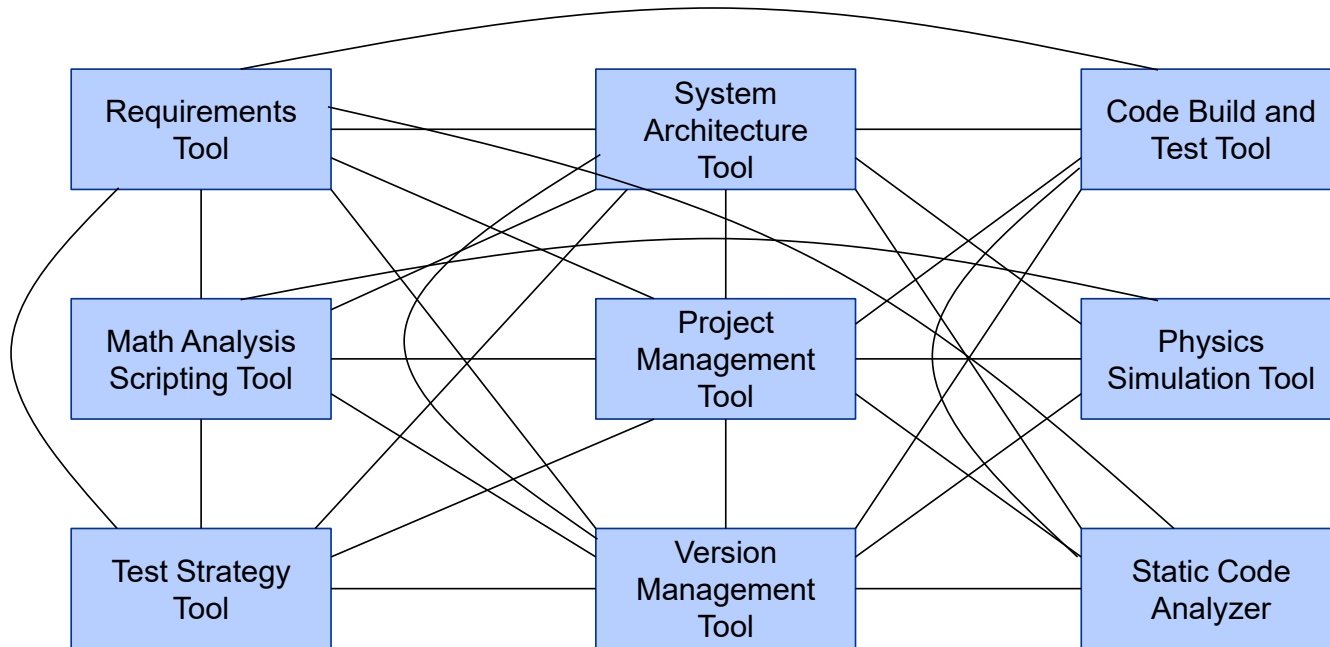 Requirements
Tool
System
Architecture
Tool
Code Build and
Test Tool
Math Analysis
Scripting Tool
Project
Management
Tool
Physics
Simulation Tool
Test Strategy
Tool
Version
Management
Tool
Static Code
Analyzer